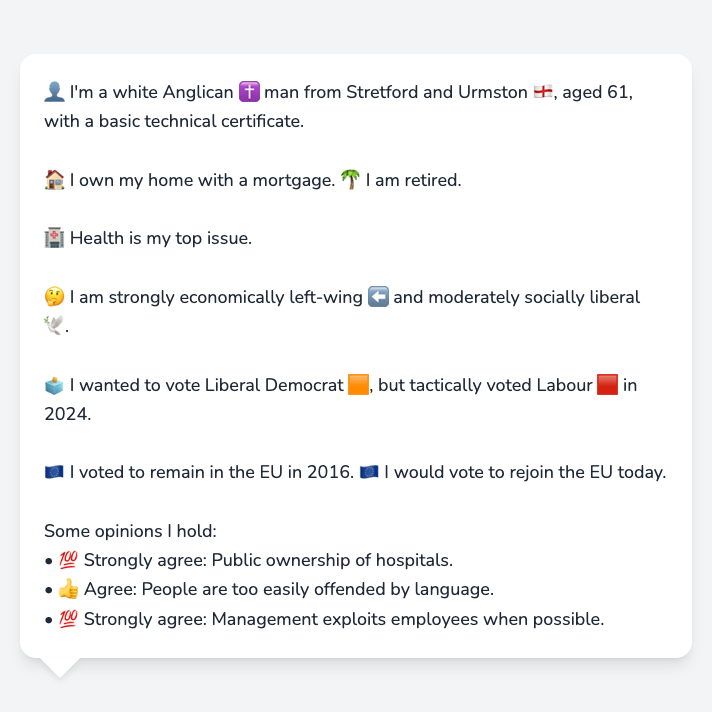 👤 I'm a white Anglican ✝️ man from Stretford and Urmston 🏴󠁧󠁢󠁥󠁮󠁧󠁿, aged 61,
with a basic technical certificate.
🏠 I own my home with a mortgage. 🌴 I am retired.
🏥 Health is my top issue.
🤔 I am strongly economically left-wing ⬅️ and moderately socially liberal
🕊️.
🗳️ I wanted to vote Liberal Democrat 🟧, but tactically voted Labour 🟥 in
2024.
🇪🇺 I voted to remain in the EU in 2016. 🇪🇺 I would vote to rejoin the EU today.
Some opinions I hold:
• 💯 Strongly agree: Public ownership of hospitals.
• 👍 Agree: People are too easily offended by language.
• 💯 Strongly agree: Management exploits employees when possible.